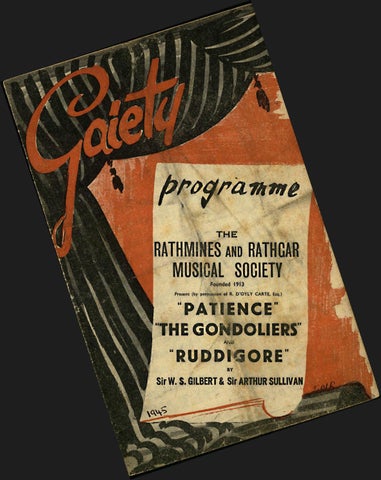 Gaiety
programme
THE
RATHMINES AND RATHGAR
MUSICAL SOCIETY
Founded 1913
Present (by permission of R. D'OYLY CARTE, Esq.)
"PATIENCE"
"THE GONDOLIERS"
AND
"RUDDIGORE"
BY
Sir W. S. GILBERT & Sir ARTHUR SULLIVAN
1945